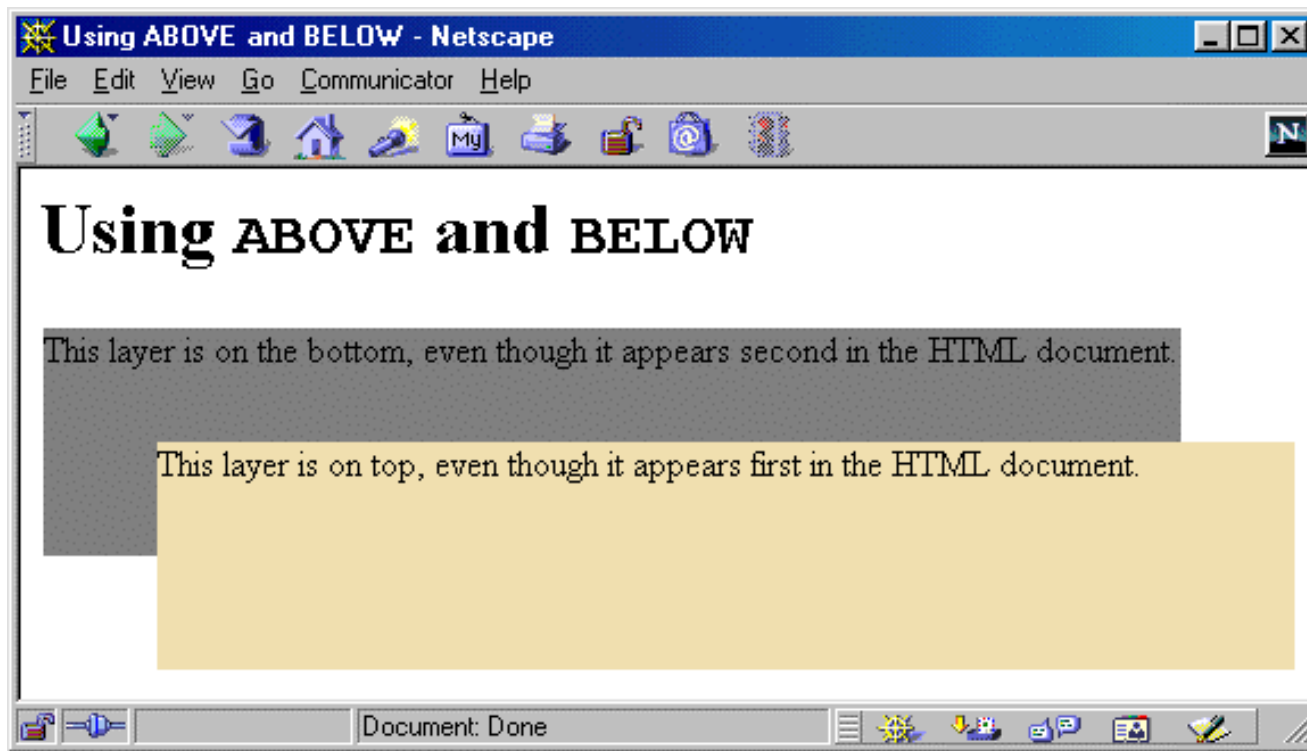 Using ABOVE and BELOW - Netscape
File Edit View Go Communicator Help
My
@
N
Using ABOVE and BELOW
This layer is on the bottom, even though it appears second in the HTML document.
This layer is on top, even though it appears first in the HTML document.
Document: Done